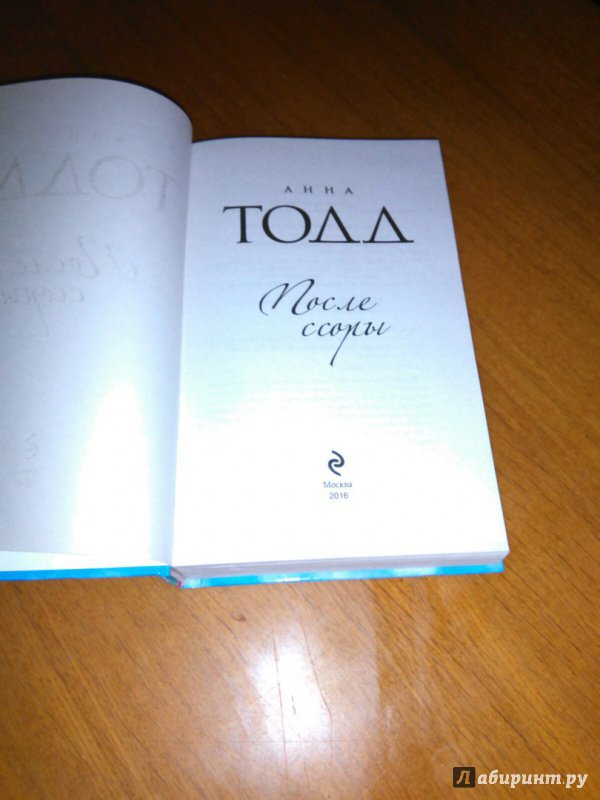 АННА
ТОДД
После
ссоры
Москва
2016
Лабиринт.ру